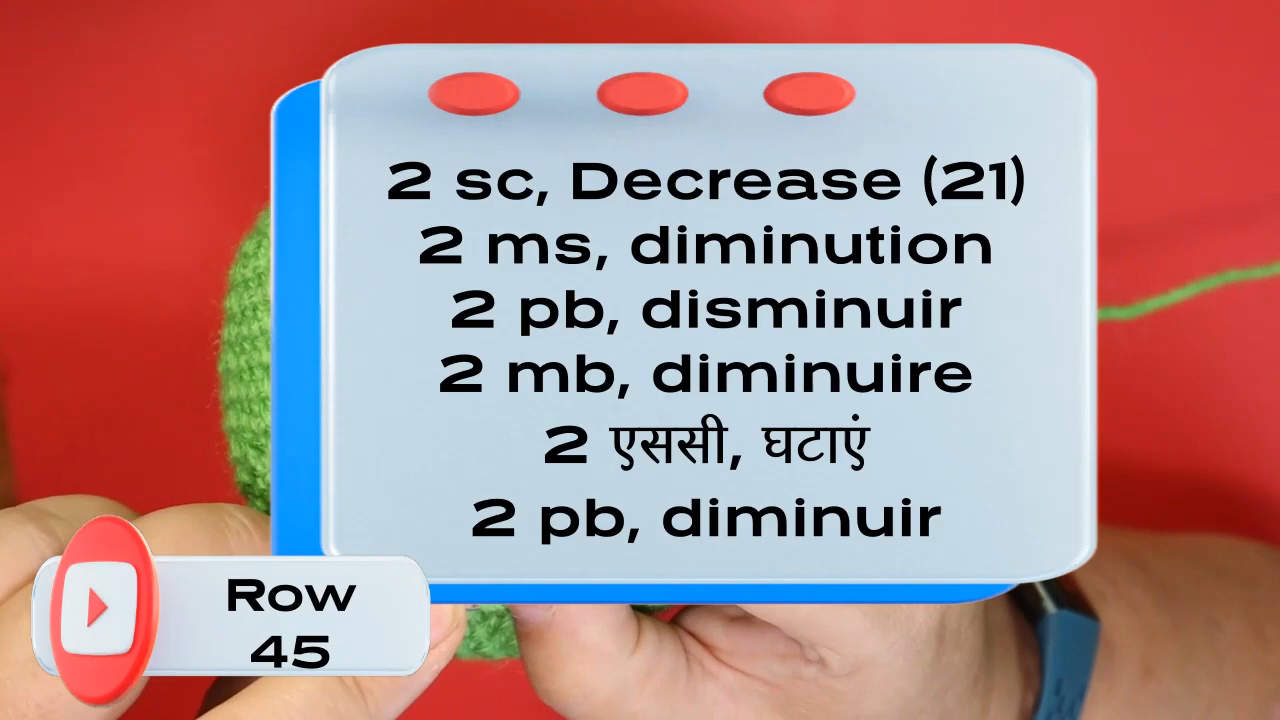 2 sc, Decrease (21)
2 ms, diminution
2 pb, disminuir
2 mb, diminuire
2 एससी, घटाएं
2 pb, diminuir
Row
45